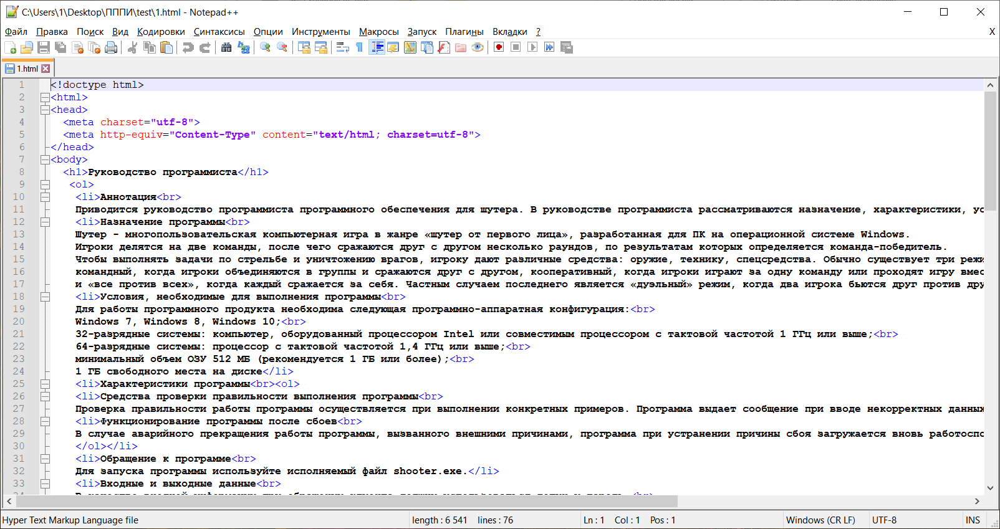 C:\Users\1\Desktop\ПППИ\test\1.html - Notepad++
Файл Правка Поиск Вид Кодировки Синтаксисы Опции Инструменты Макросы Запуск Плагины Вкладки ? X
1.html
1 <!doctype html>
2 <html>
3 <head>
4 <meta charset="utf-8">
5 <meta http-equiv="Content-Type" content="text/html; charset=utf-8">
6 </head>
7 <body>
8 <h1>Руководство программиста</h1>
9 <ol>
10 <li>Аннотация<br>
11 Приводится руководство программиста программного обеспечения для шутера. В руководстве программиста рассматриваются назначение, характеристики, ус
12 <li>Назначение программы<br>
13 Шутер - многопользовательская компьютерная игра в жанре «шутер от первого лица», разработанная для ПК на операционной системе Windows.
14 Игроки делятся на две команды, после чего сражаются друг с другом несколько раундов, по результатам которых определяется команда-победитель.
15 Чтобы выполнять задачи по стрельбе и уничтожению врагов, игроку дают различные средства: оружие, технику, спецсредства. Обычно существует три режи
16 командный, когда игроки объединяются в группы и сражаются друг с другом, кооперативный, когда игроки играют за одну команду или проходят игру вмес
17 и «все против всех», когда каждый сражается за себя. Частным случаем последнего является «дуэльный» режим, когда два игрока бьются друг против дру
18 <li>Условия, необходимые для выполнения программы<br>
19 Для работы программного продукта необходима следующая программно-аппаратная конфигурация:<br>
20 Windows 7, Windows 8, Windows 10;<br>
21 32-разрядные системы: компьютер, оборудованный процессором Intel или совместимым процессором с тактовой частотой 1 ГГц или выше;<br>
22 64-разрядные системы: процессор с тактовой частотой 1,4 ГГц или выше;<br>
23 минимальный объем ОЗУ 512 МБ (рекомендуется 1 ГБ или более);<br>
24 1 ГБ свободного места на диске</li>
25 <li>Характеристики программы<br><ol>
26 <li>Средства проверки правильности выполнения программы<br>
27 Проверка правильности работы программы осуществляется при выполнении конкретных примеров. Программа выдает сообщение при вводе некорректных данных
28 <li>Функционирование программы после сбоев<br>
29 В случае аварийного прекращения работы программы, вызванного внешними причинами, программа при устранении причины сбоя загружается вновь работоспо
30 </ol></li>
31 <li>Обращение к программе<br>
32 Для запуска программы используйте исполняемый файл shooter.exe.</li>
33 <li>Входные и выходные данные<br>
Hyper Text Markup Language file length : 6 541 lines : 76 Ln : 1 Col : 1 Pos : 1 Windows (CR LF) UTF-8 INS